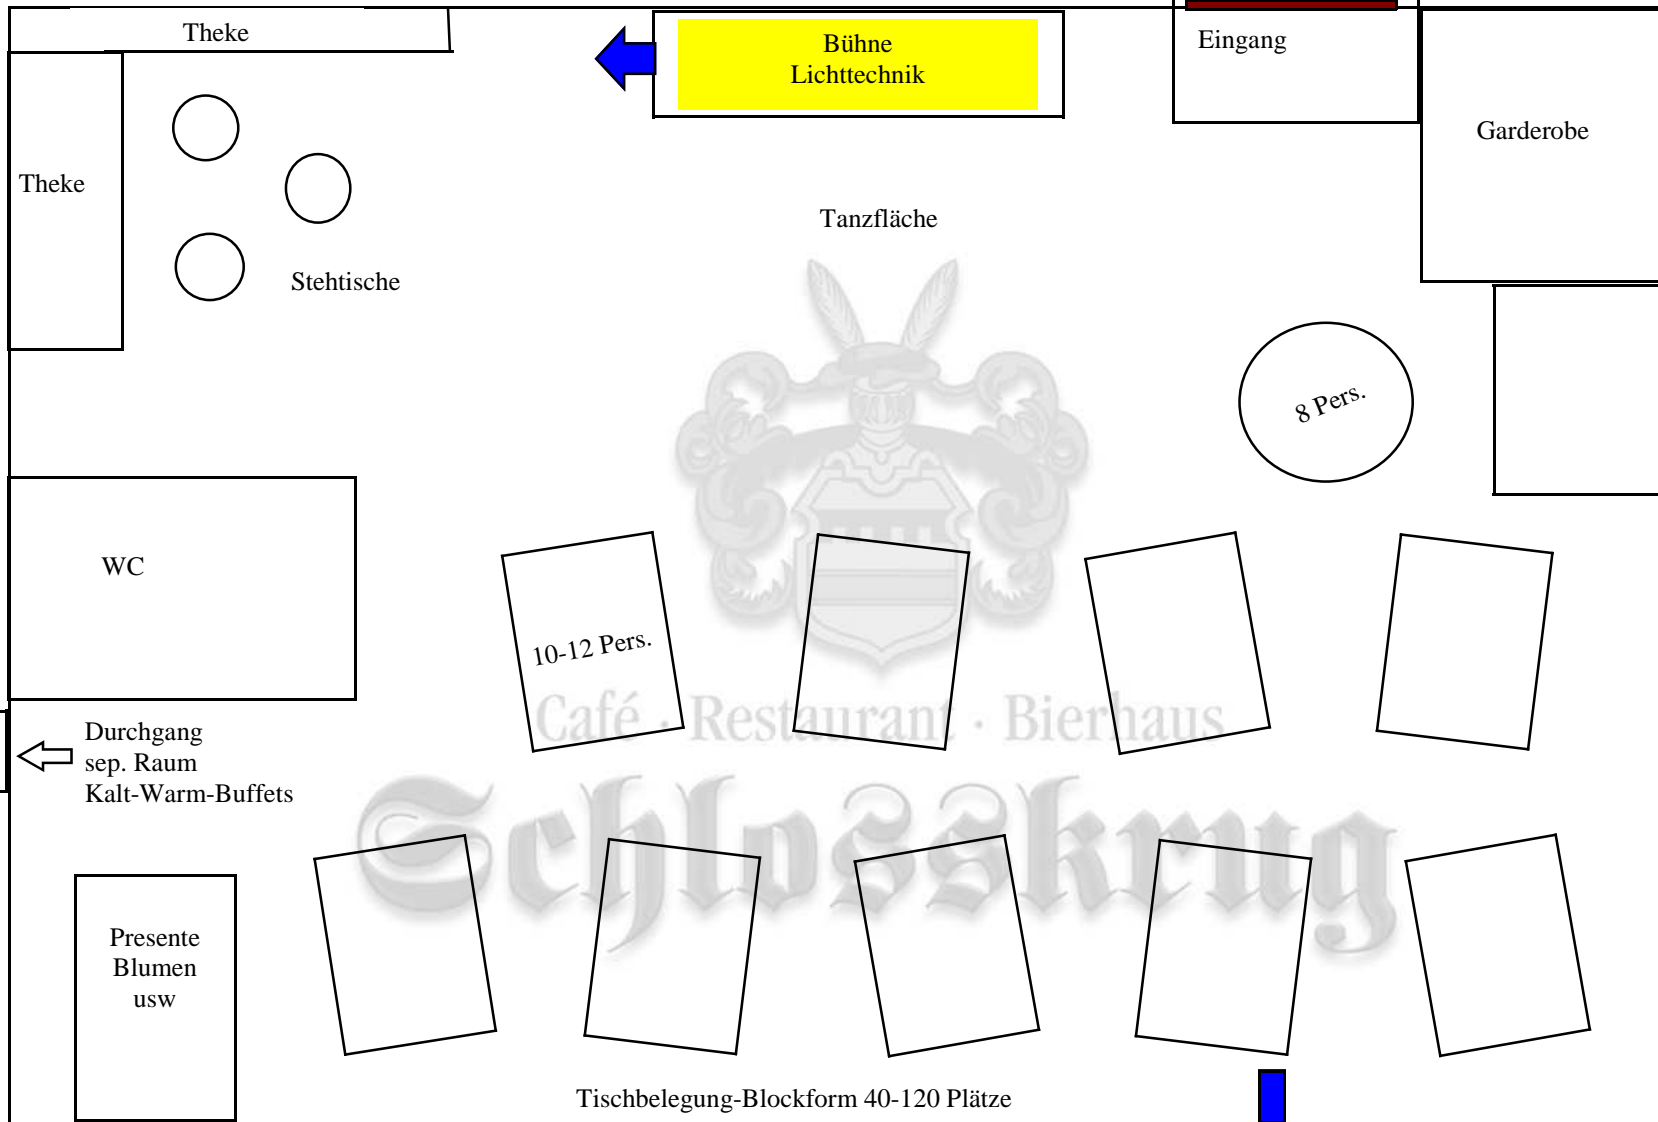 Theke
Bühne
Lichttechnik
Eingang
Garderobe
Theke
Tanzfläche
Stehtische
8 Pers.
WC
10-12 Pers.
Café · Restaurant · Bierhaus
Durchgang
sep. Raum
Kalt-Warm-Buffets
Schlosskrug
Presente
Blumen
usw
Tischbelegung-Blockform 40-120 Plätze